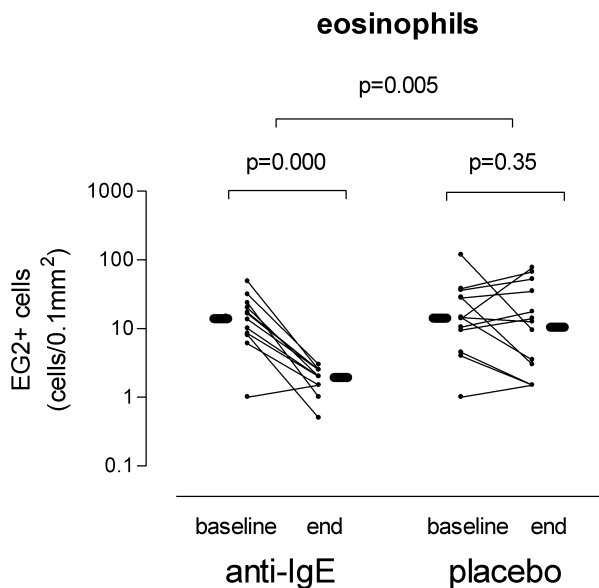 eosinophils
p=0.005
p=0.000
p=0.35
1000
100
10
1
0.1
EG2+ cells
(cells/0.1mm²)
baseline end
baseline end
anti-IgE
placebo